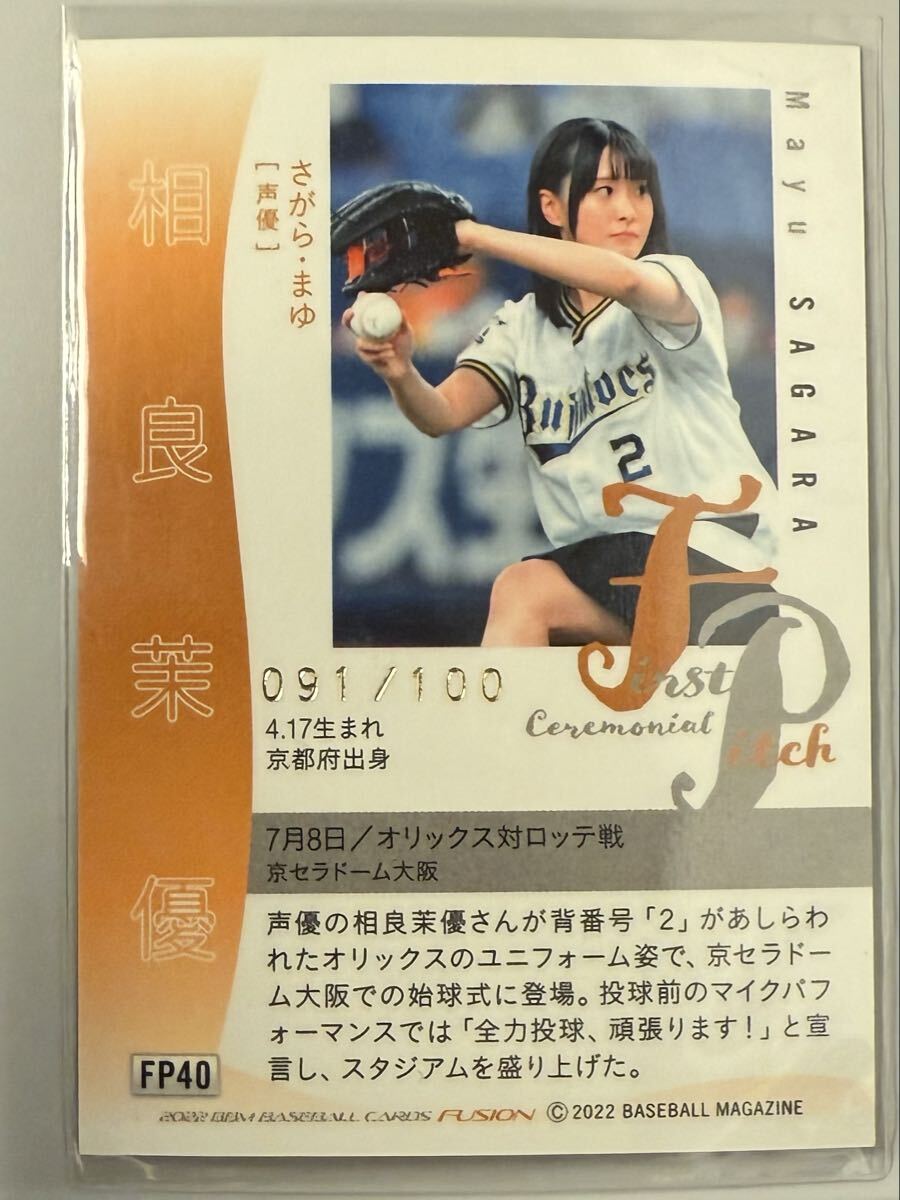 相良茉優
さがら・まゆ
[声優]
Mayu SAGARA
Buffaloes
2
First
Ceremonial
Pitch
091/100
4.17生まれ
京都府出身
7月8日／オリックス対ロッテ戦
京セラドーム大阪
声優の相良茉優さんが背番号「2」があしらわ
れたオリックスのユニフォーム姿で、京セラドー
ム大阪での始球式に登場。投球前のマイクパフ
ォーマンスでは「全力投球、頑張ります！」と宣
言し、スタジアムを盛り上げた。
FP40
2022 BBM BASEBALL CARDS FUSION ©2022 BASEBALL MAGAZINE